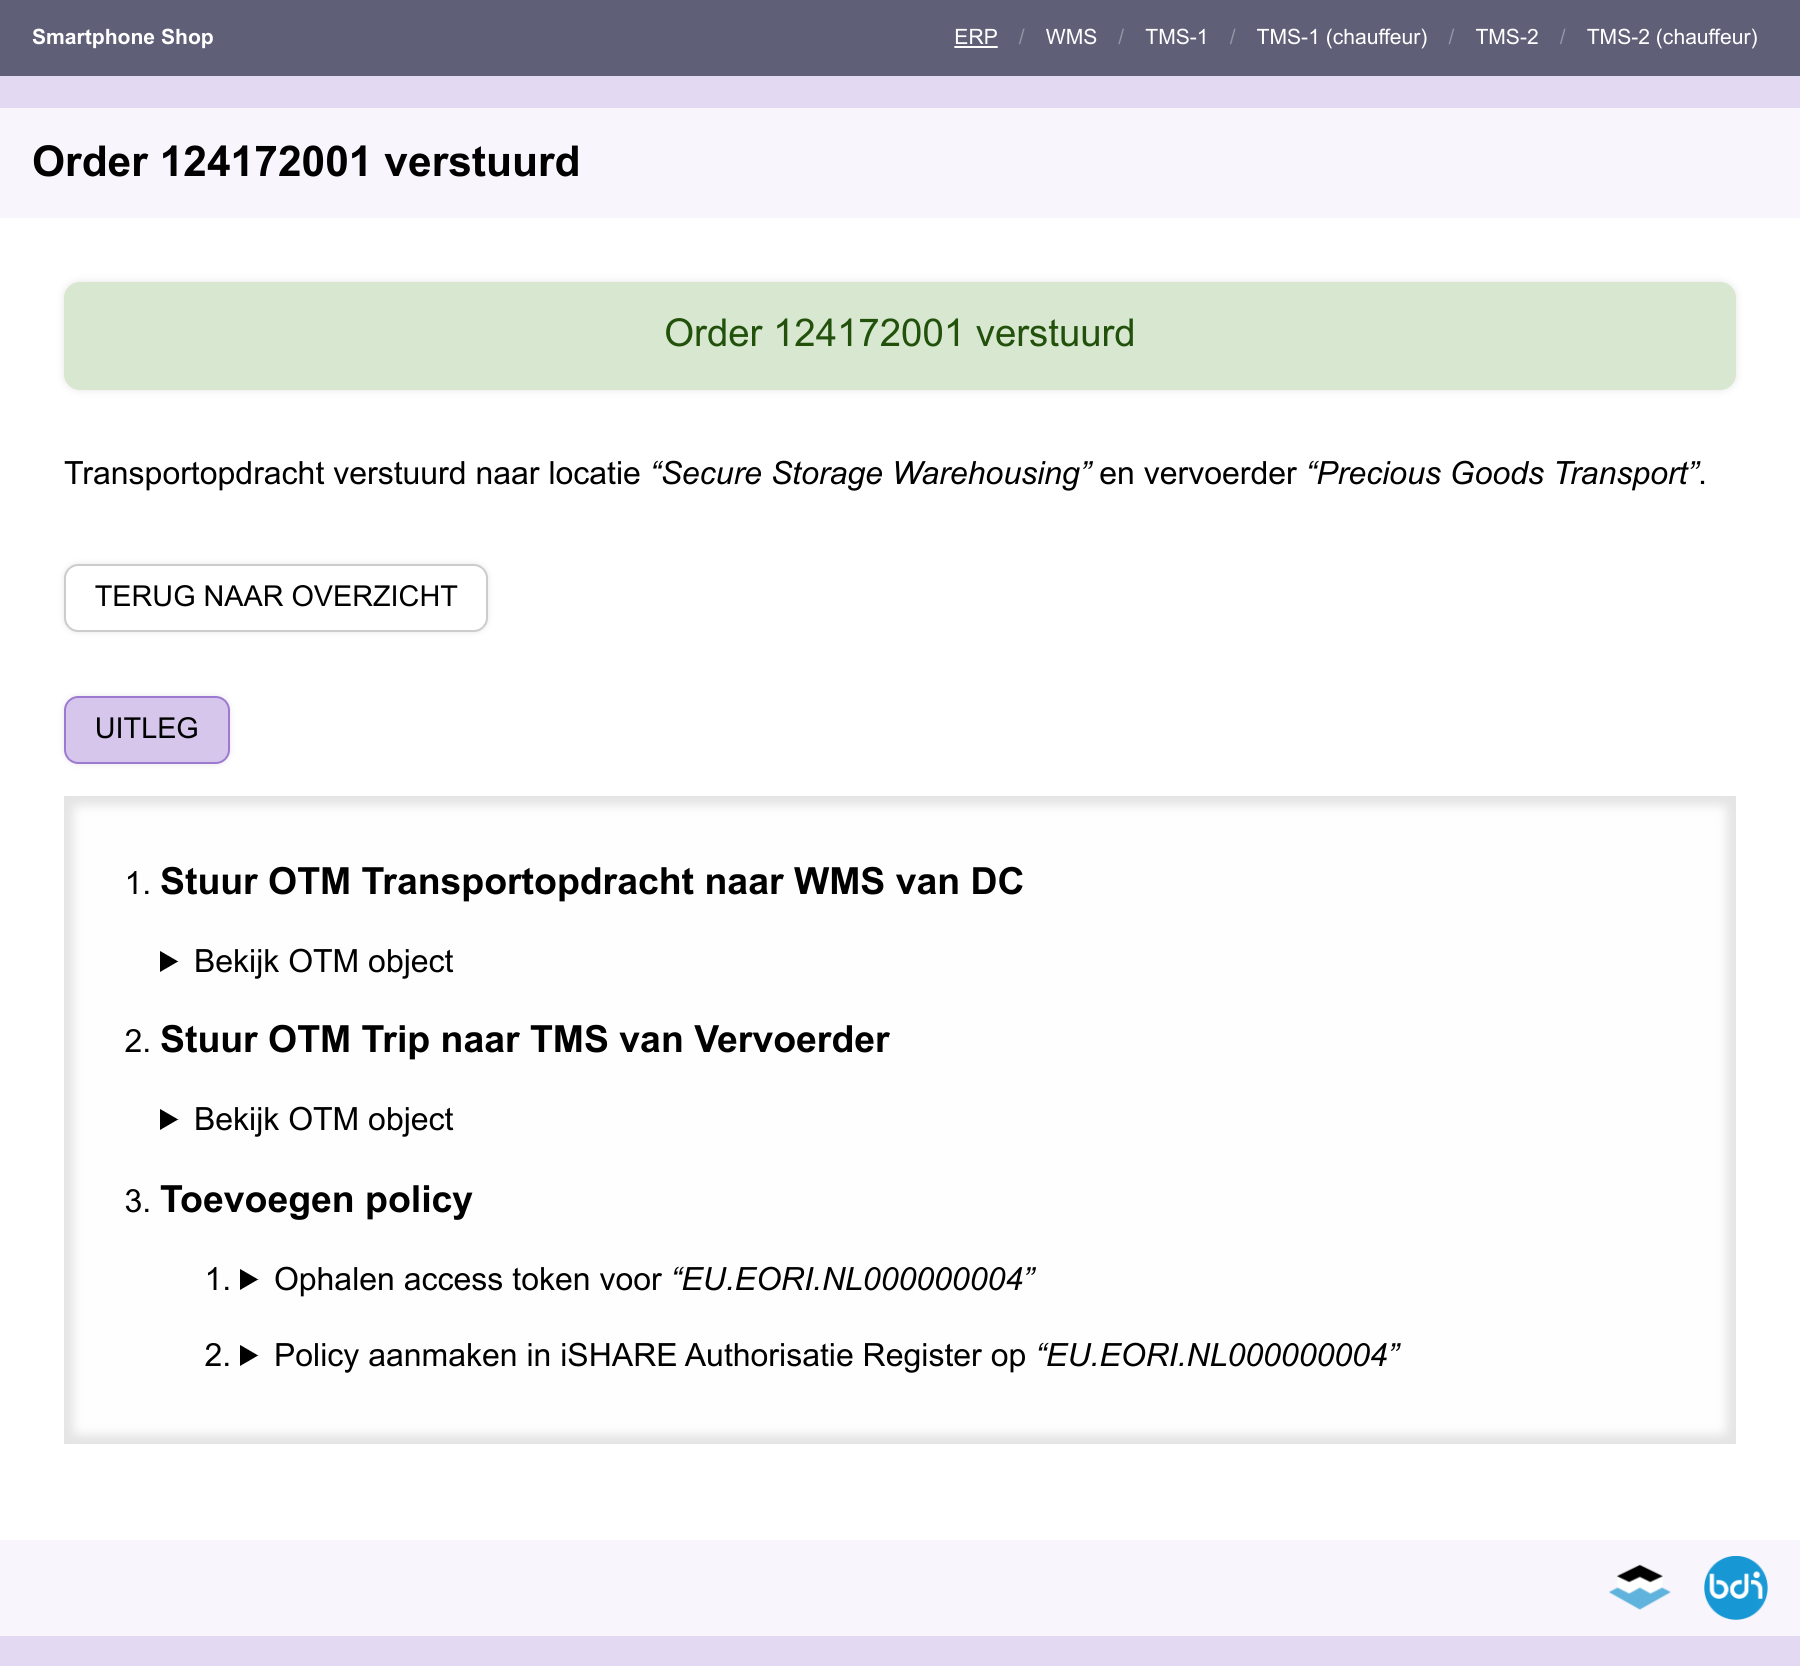 Smartphone Shop
ERP / WMS / TMS-1 / TMS-1 (chauffeur) / TMS-2 / TMS-2 (chauffeur)
Order 124172001 verstuurd
Order 124172001 verstuurd
Transportopdracht verstuurd naar locatie “Secure Storage Warehousing” en vervoerder “Precious Goods Transport”.
TERUG NAAR OVERZICHT
UITLEG
1. Stuur OTM Transportopdracht naar WMS van DC
▶ Bekijk OTM object
2. Stuur OTM Trip naar TMS van Vervoerder
▶ Bekijk OTM object
3. Toevoegen policy
1. ▶ Ophalen access token voor “EU.EORI.NL000000004”
2. ▶ Policy aanmaken in iSHARE Authorisatie Register op “EU.EORI.NL000000004”
bdi